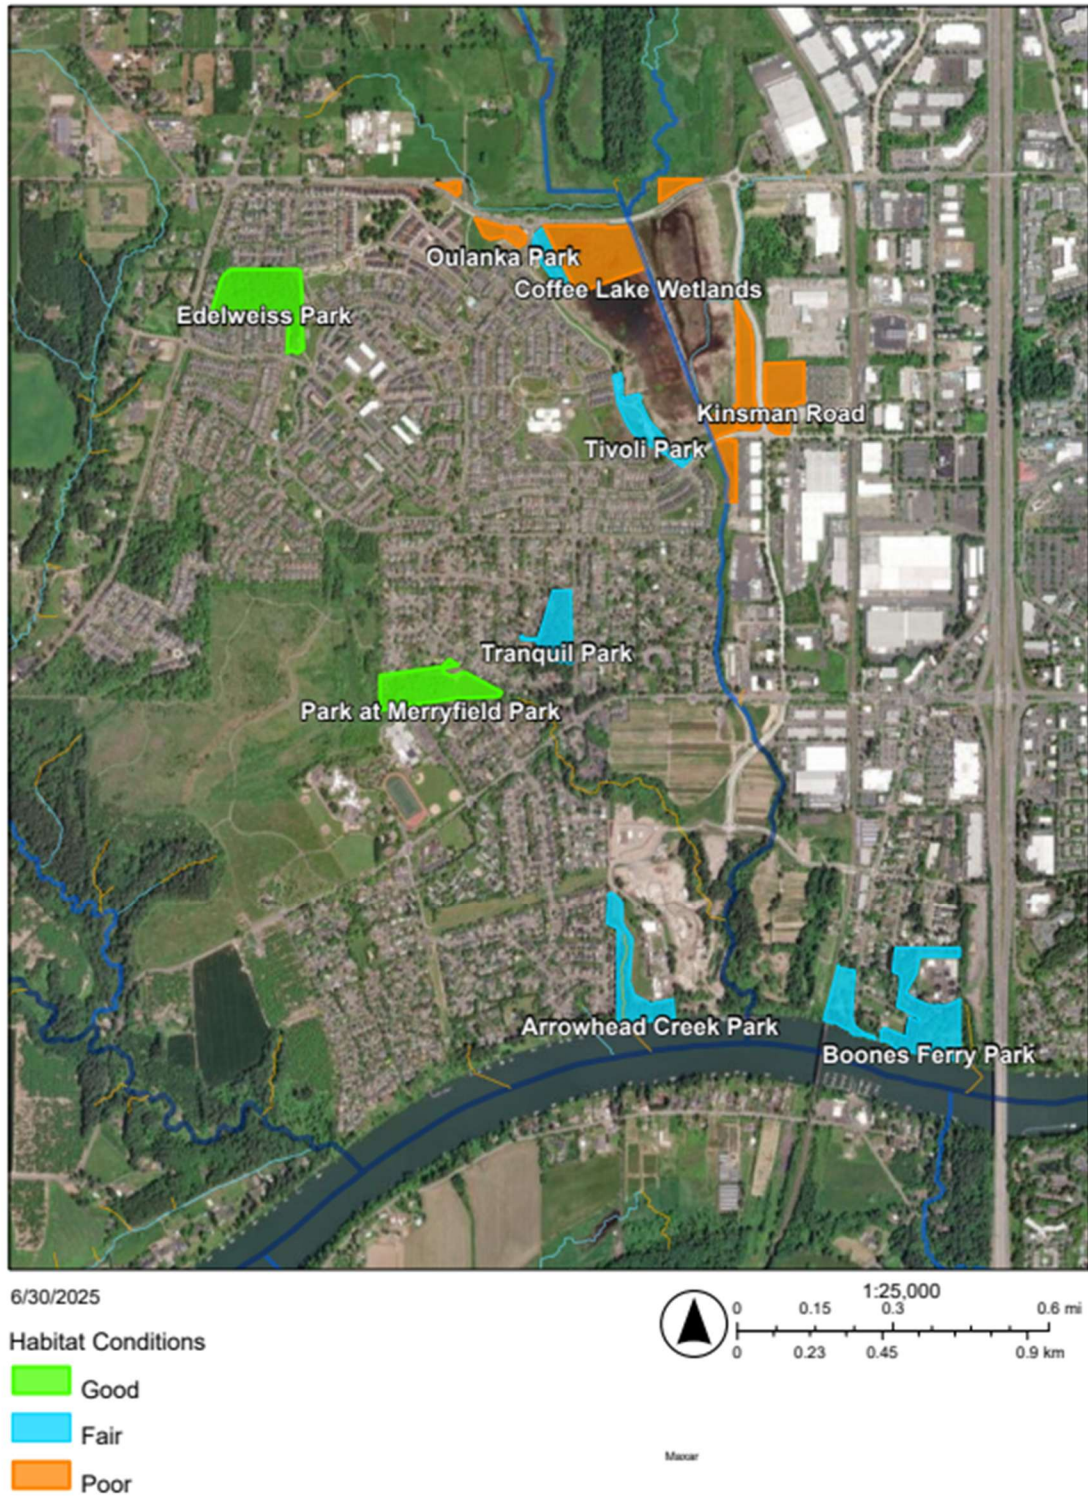 Oulanka Park
Coffee Lake Wetlands
Edelweiss Park
Kinsman Road
Tivoli Park
Tranquil Park
Park at Merryfield Park
Arrowhead Creek Park
Boones Ferry Park
6/30/2025
1:25,000
0 0.15 0.3 0.6 mi
0 0.23 0.45 0.9 km
Habitat Conditions
Good
Fair
Poor
Maxar